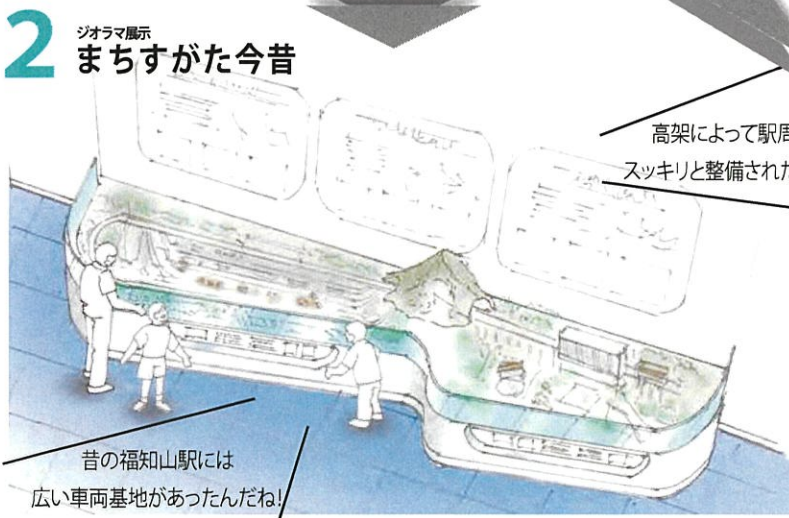 2
ジオラマ展示
まちすがた今昔
高架によって駅周
スッキリと整備された
昔の福知山駅には
広い車両基地があったんだね!